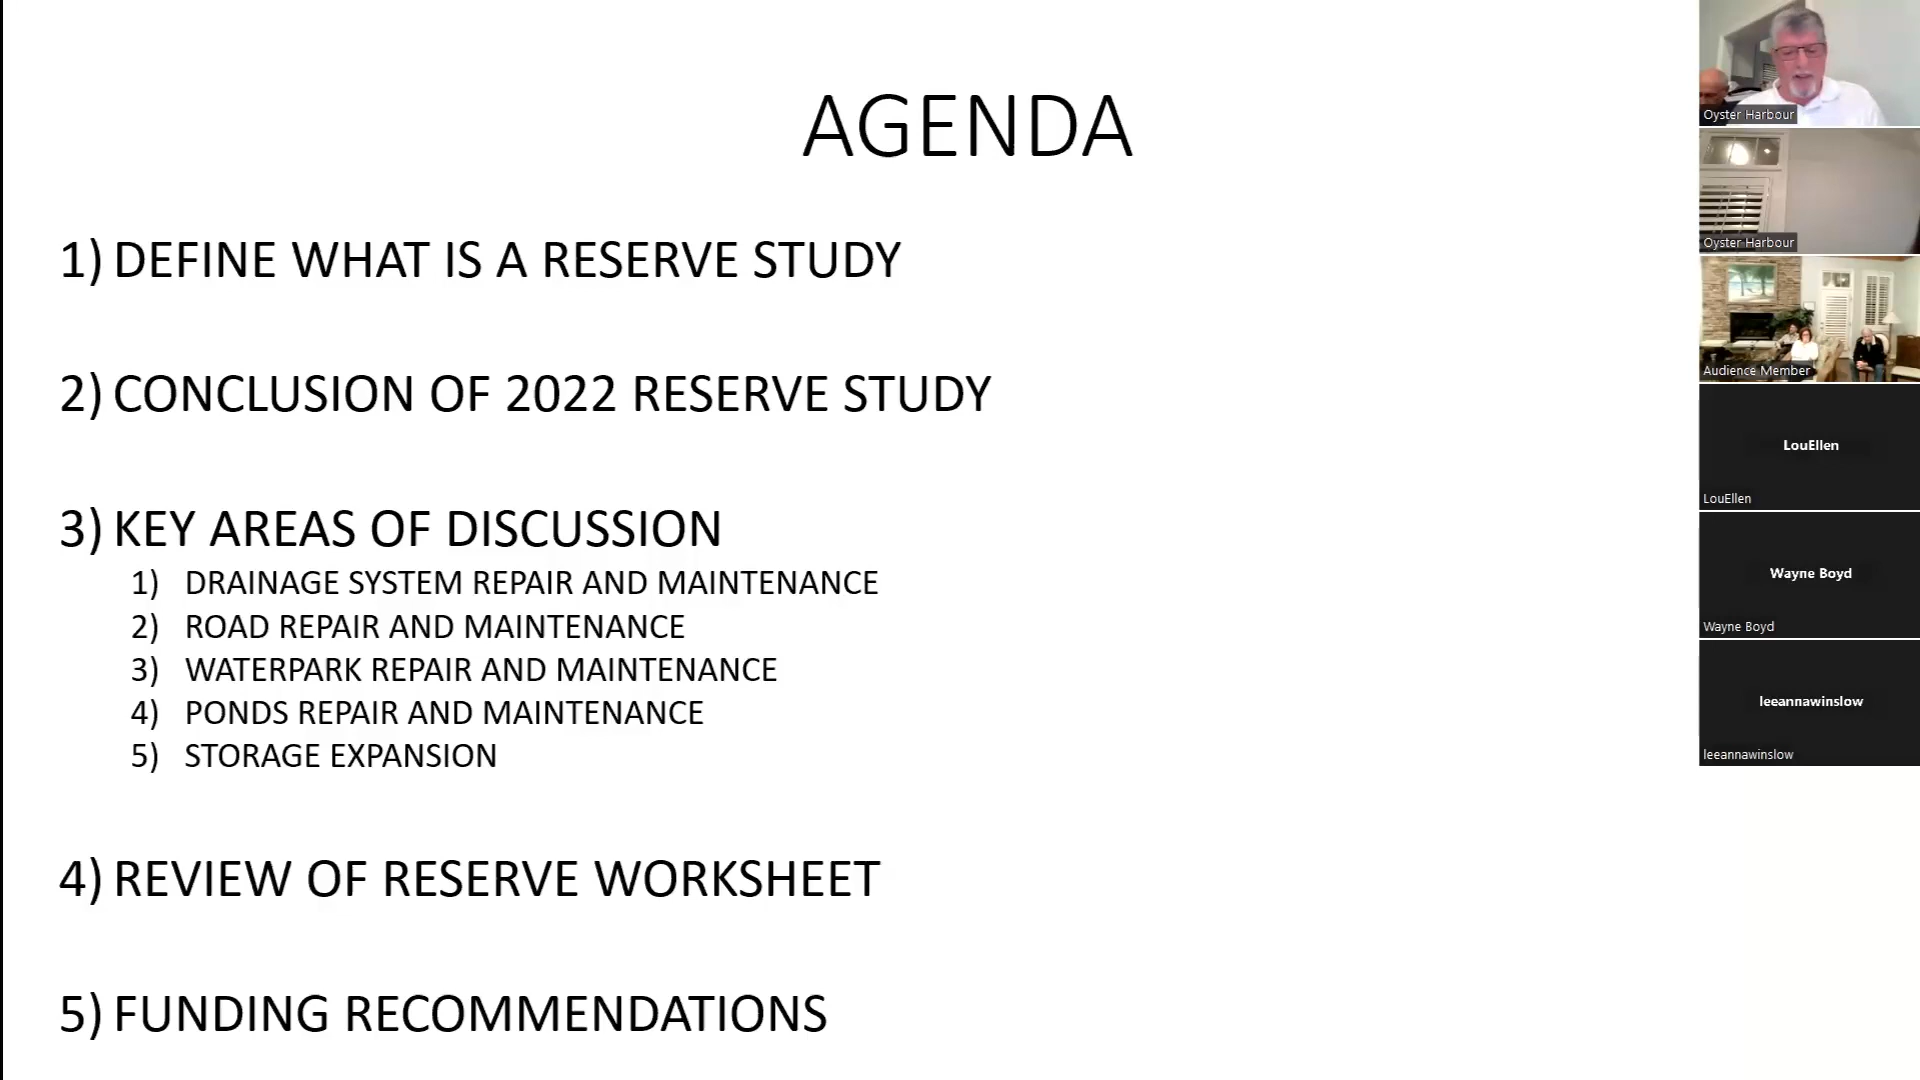 AGENDA
1) DEFINE WHAT IS A RESERVE STUDY
2) CONCLUSION OF 2022 RESERVE STUDY
3) KEY AREAS OF DISCUSSION
1) DRAINAGE SYSTEM REPAIR AND MAINTENANCE
2) ROAD REPAIR AND MAINTENANCE
3) WATERPARK REPAIR AND MAINTENANCE
4) PONDS REPAIR AND MAINTENANCE
5) STORAGE EXPANSION
4) REVIEW OF RESERVE WORKSHEET
5) FUNDING RECOMMENDATIONS
Oyster Harbour
Oyster Harbour
Audience Member
LouEllen
LouEllen
Wayne Boyd
Wayne Boyd
leeannawinslow
leeannawinslow